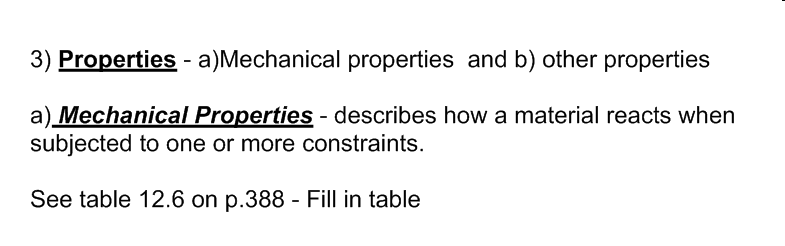 3) Properties - a)Mechanical properties  and b) other properties
a) Mechanical Properties - describes how a material reacts when
subjected to one or more constraints.
See table 12.6 on p.388 - Fill in table